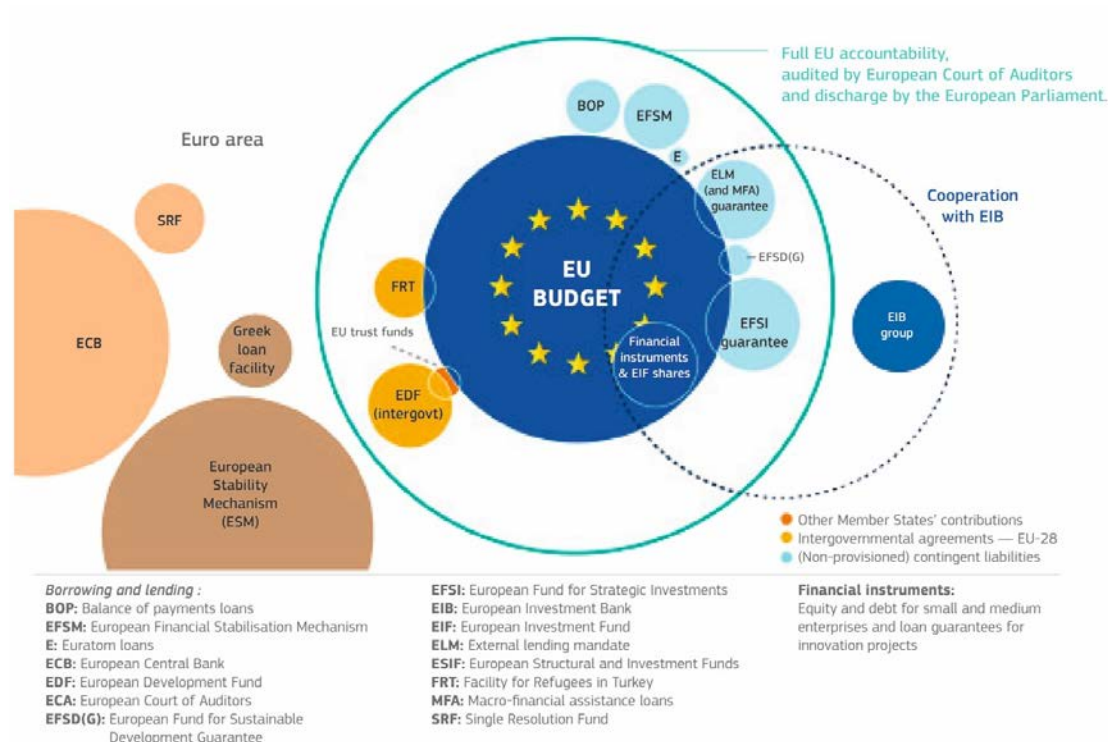 Full EU accountability,
audited by European Court of Auditors
and discharge by the European Parliament.
Euro area
BOP
EFSM
E
ELM
(and MFA)
guarantee
Cooperation
with EIB
SRF
EFSD(G)
EU
BUDGET
FRT
EU trust funds
ECB
Greek
loan
facility
EFSI
guarantee
EIB
group
Financial
instruments
& EIF shares
EDF
(intergovt)
European
Stability
Mechanism
(ESM)
Other Member States' contributions
Intergovernmental agreements — EU-28
(Non-provisioned) contingent liabilities
Borrowing and lending :
BOP: Balance of payments loans
EFSM: European Financial Stabilisation Mechanism
E: Euratom loans
ECB: European Central Bank
EDF: European Development Fund
ECA: European Court of Auditors
EFSD(G): European Fund for Sustainable
Development Guarantee
EFSI: European Fund for Strategic Investments
EIB: European Investment Bank
EIF: European Investment Fund
ELM: External lending mandate
ESIF: European Structural and Investment Funds
FRT: Facility for Refugees in Turkey
MFA: Macro-financial assistance loans
SRF: Single Resolution Fund
Financial instruments:
Equity and debt for small and medium
enterprises and loan guarantees for
innovation projects